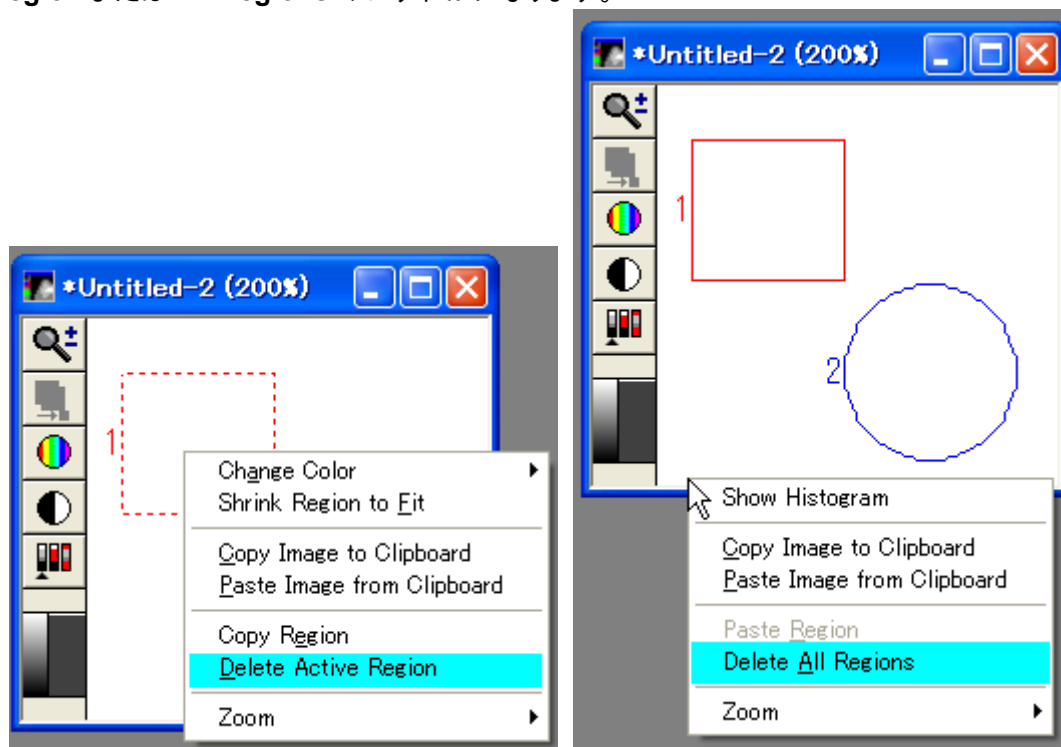 *Untitled-2 (200%)
1
Change Color
Shrink Region to Fit
Copy Image to Clipboard
Paste Image from Clipboard
Copy Region
Delete Active Region
Zoom
*Untitled-2 (200%)
1
2
Show Histogram
Copy Image to Clipboard
Paste Image from Clipboard
Paste Region
Delete All Regions
Zoom